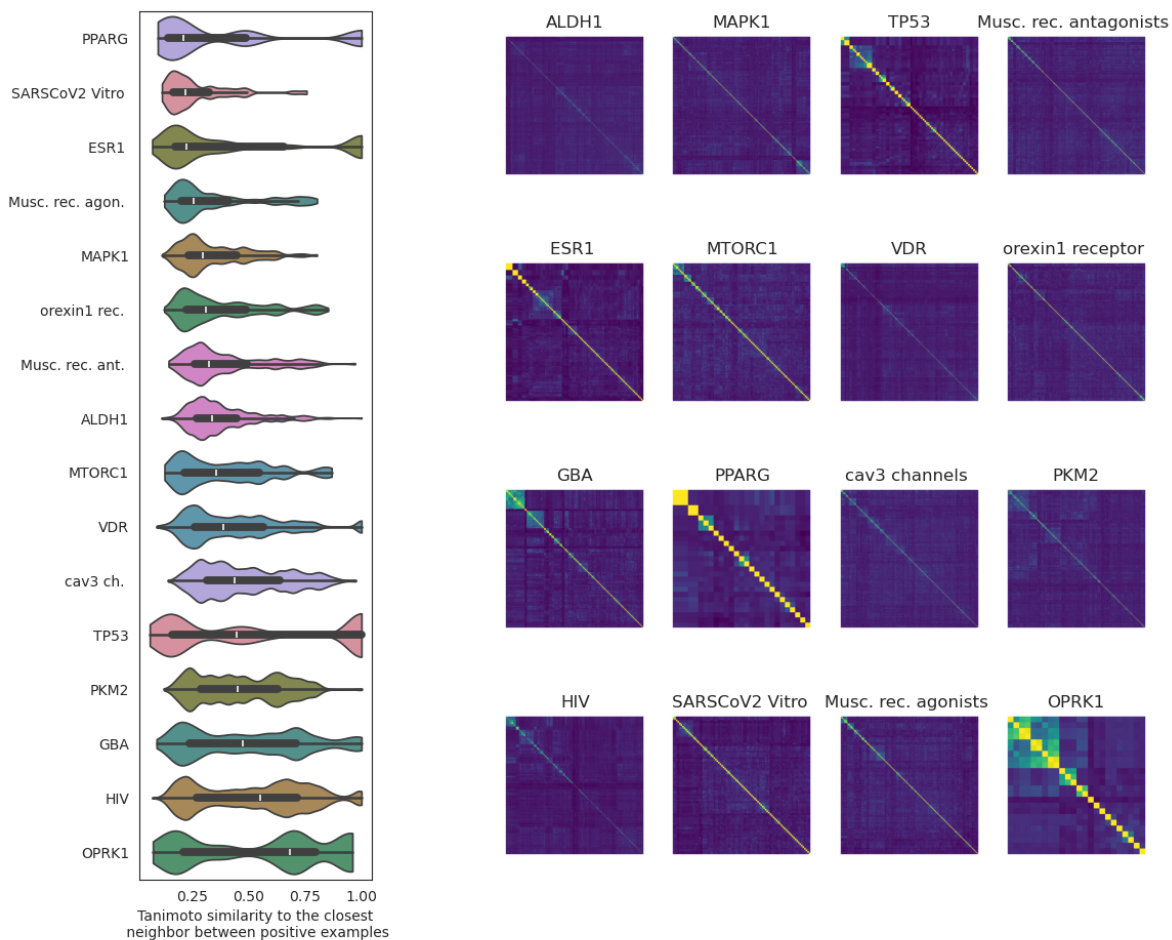 PPARG
SARSCoV2 Vitro
ESR1
Musc. rec. agon.
MAPK1
orexin1 rec.
Musc. rec. ant.
ALDH1
MTORC1
VDR
cav3 ch.
TP53
PKM2
GBA
HIV
OPRK1
0.25 0.50 0.75 1.00
Tanimoto similarity to the closest
neighbor between positive examples
ALDH1 MAPK1 TP53 Musc. rec. antagonists
ESR1 MTORC1 VDR orexin1 receptor
GBA PPARG cav3 channels PKM2
HIV SARSCoV2 Vitro Musc. rec. agonists OPRK1